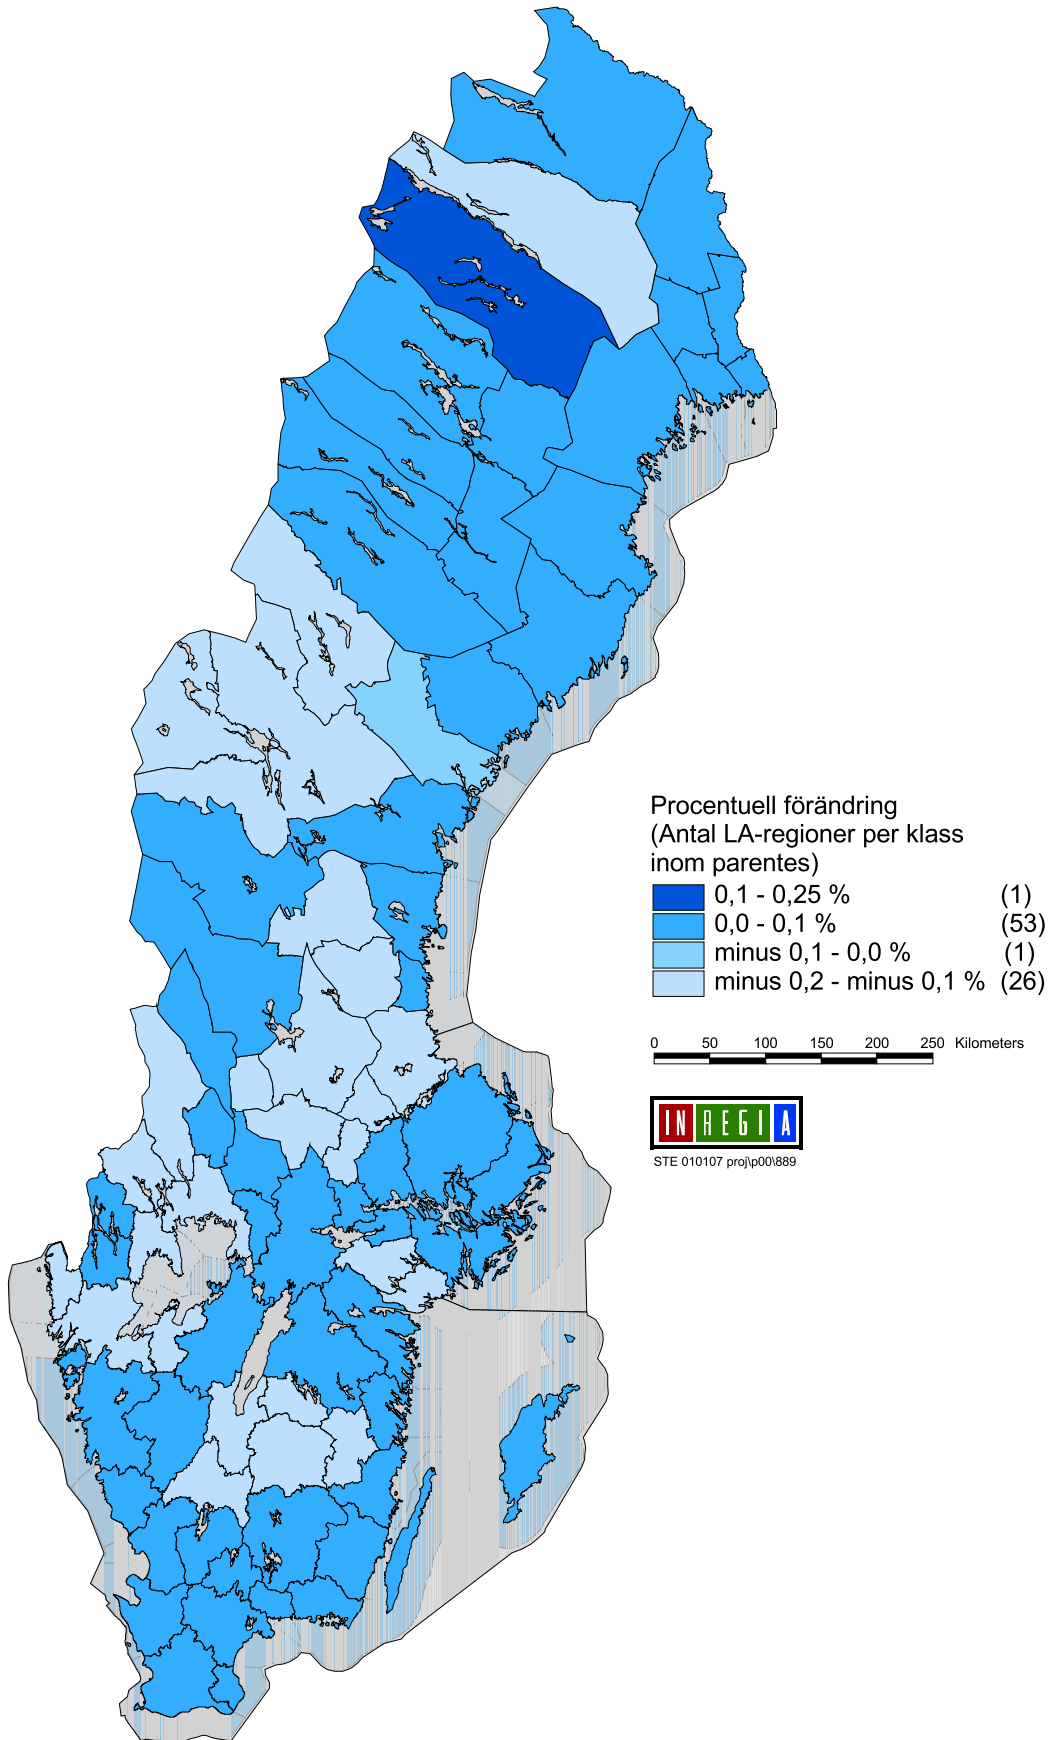 Procentuell förändring
(Antal LA-regioner per klass
inom parentes)
0,1 - 0,25 % (1)
0,0 - 0,1 % (53)
minus 0,1 - 0,0 % (1)
minus 0,2 - minus 0,1 % (26)
0 50 100 150 200 250 Kilometers
INREGIA
STE 010107 proj\p00\889